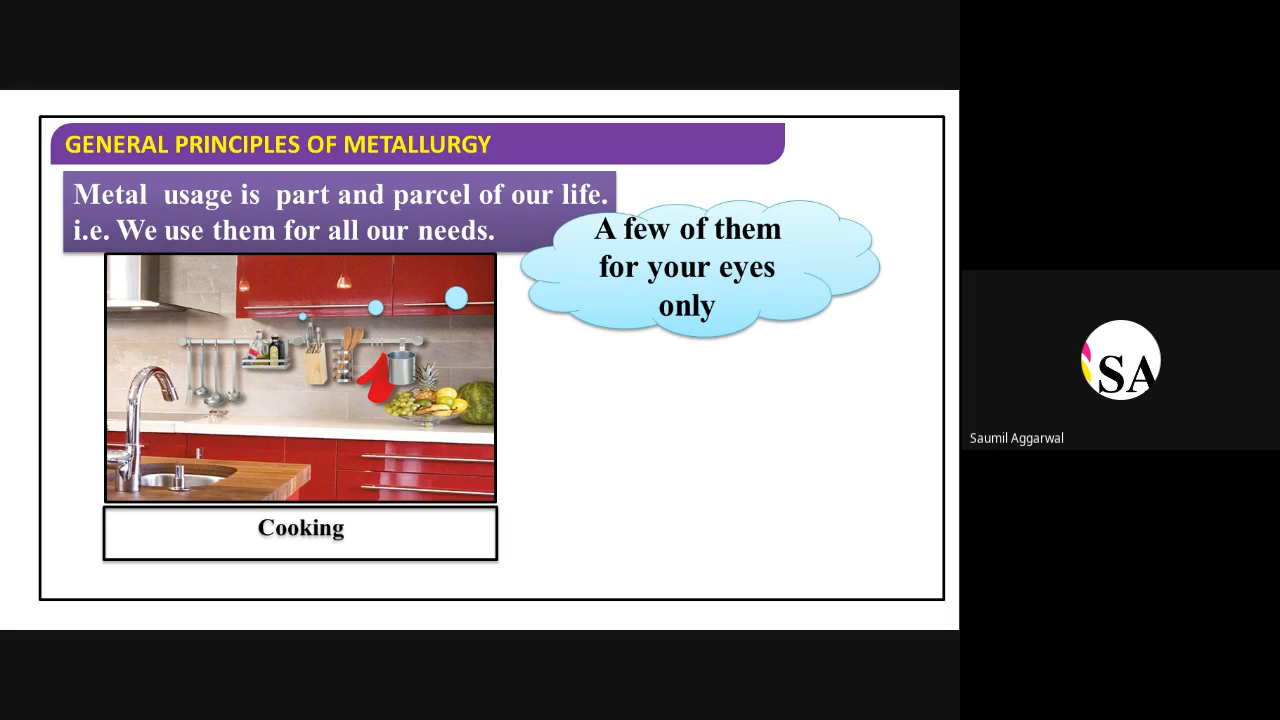 GENERAL PRINCIPLES OF METALLURGY
Metal usage is part and parcel of our life.
i.e. We use them for all our needs.
A few of them
for your eyes
only
Cooking
SA
Saumil Aggarwal